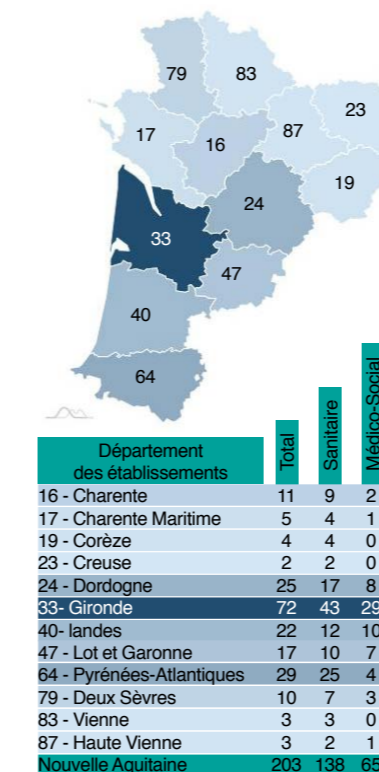 79
83
23
17
16
87
19
24
33
47
40
64
Département
des établissements
Total
Sanitaire
Médico-Social
16 - Charente 11 9 2
17 - Charente Maritime 5 4 1
19 - Corèze 4 4 0
23 - Creuse 2 2 0
24 - Dordogne 25 17 8
33- Gironde 72 43 29
40- landes 22 12 10
47 - Lot et Garonne 17 10 7
64 - Pyrénées-Atlantiques 29 25 4
79 - Deux Sèvres 10 7 3
83 - Vienne 3 3 0
87 - Haute Vienne 3 2 1
Nouvelle Aquitaine 203 138 65